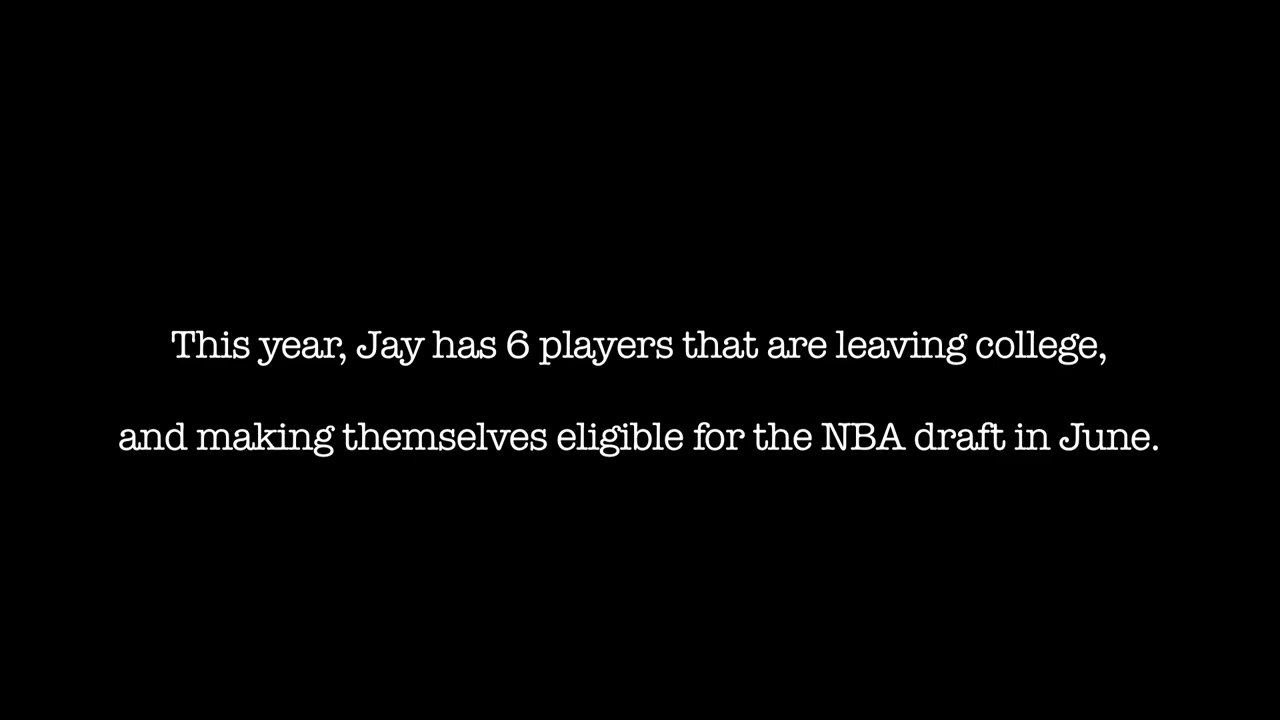 This year, Jay has 6 players that are leaving college,
and making themselves eligible for the NBA draft in June.